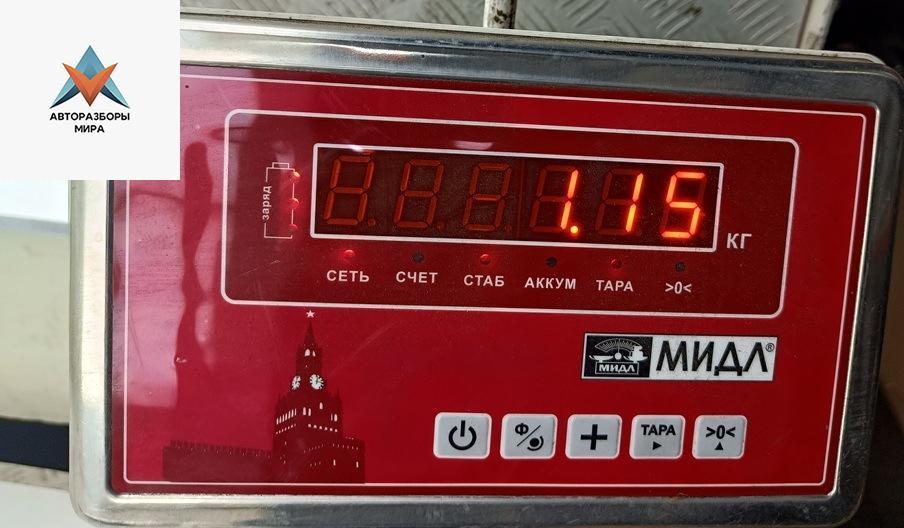 АВТОРАЗБОРЫ
МИРА
заряд
1.15
КГ
СЕТЬ СЧЕТ СТАБ АККУМ ТАРА >0<
МИДЛ МИДЛ®
Ф ТАРА >0<